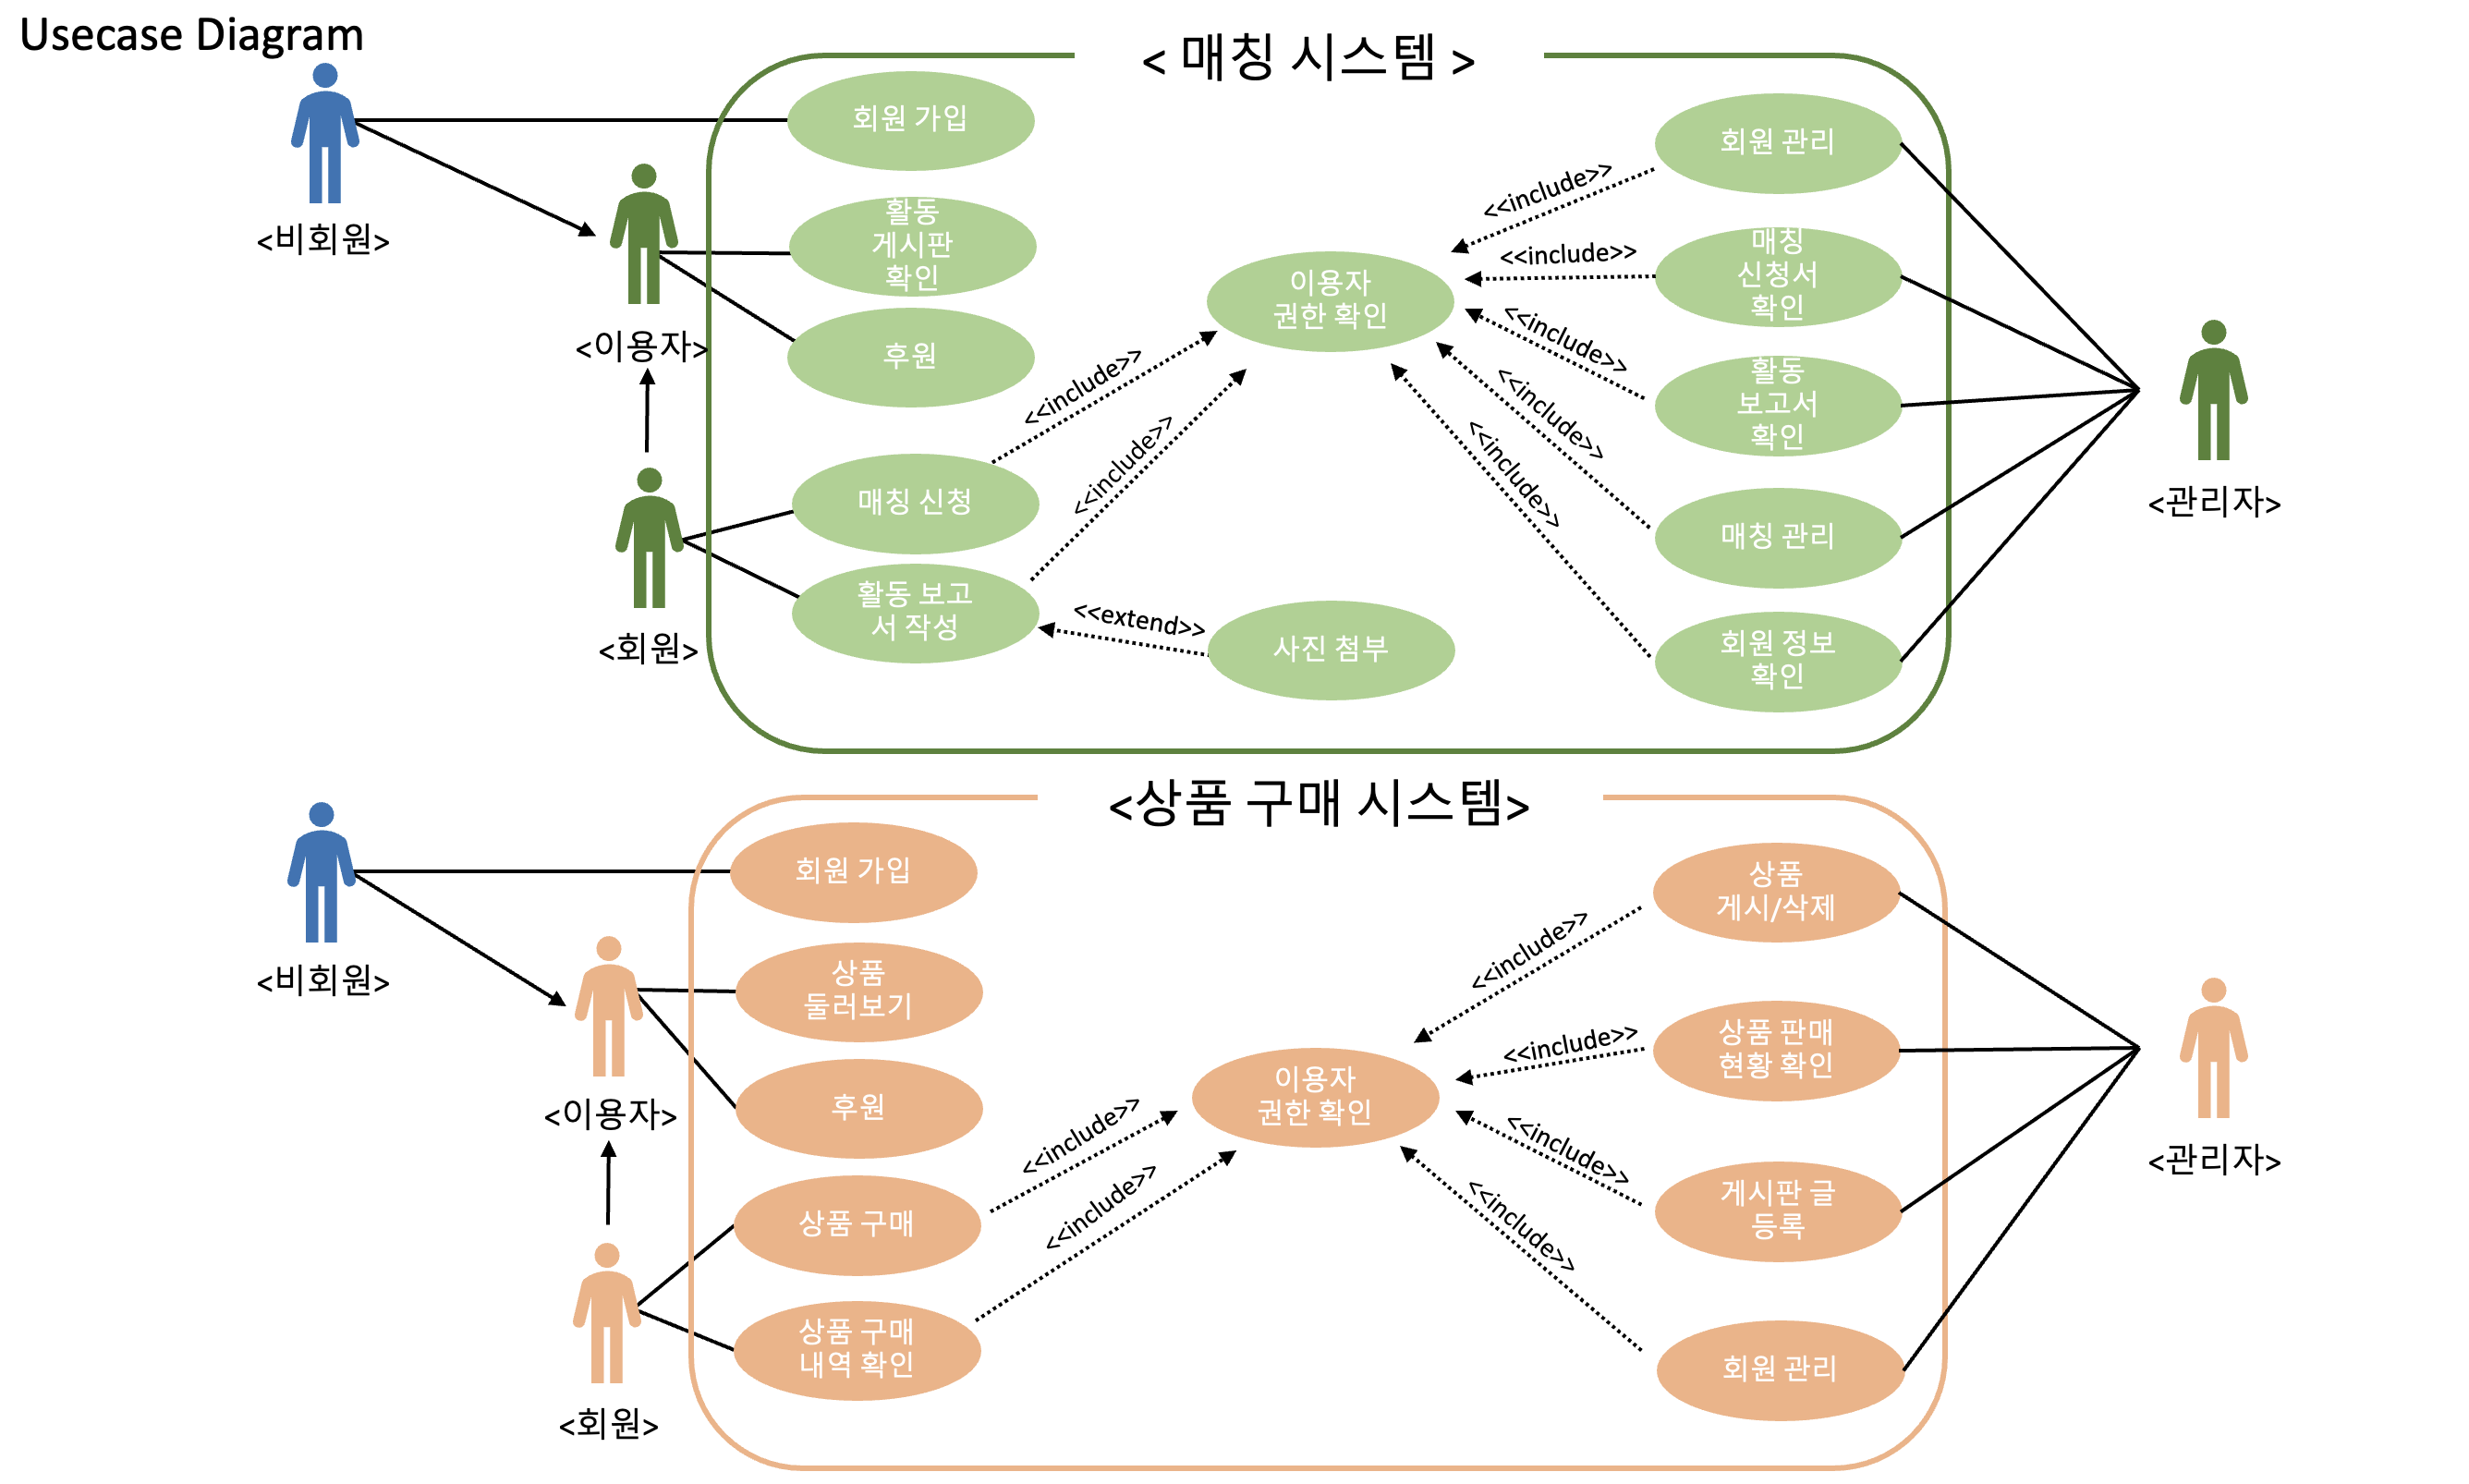 Usecase Diagram
< 매칭 시스템 >
<비회원>
<이용자>
<회원>
<관리자>
회원 가입
활동
게시판
확인
후원
매칭 신청
활동 보고
서 작성
이용자
권한 확인
사진 첨부
회원 관리
매칭
신청서
확인
활동
보고서
확인
매칭 관리
회원 정보
확인
<<include>>
<<include>>
<<include>>
<<include>>
<<include>>
<<include>>
<<include>>
<<extend>>
<상품 구매 시스템>
<비회원>
<이용자>
<회원>
<관리자>
회원 가입
상품
둘러보기
후원
상품 구매
상품 구매
내역 확인
이용자
권한 확인
상품
게시/삭제
상품 판매
현황 확인
게시판 글
등록
회원 관리
<<include>>
<<include>>
<<include>>
<<include>>
<<include>>
<<include>>